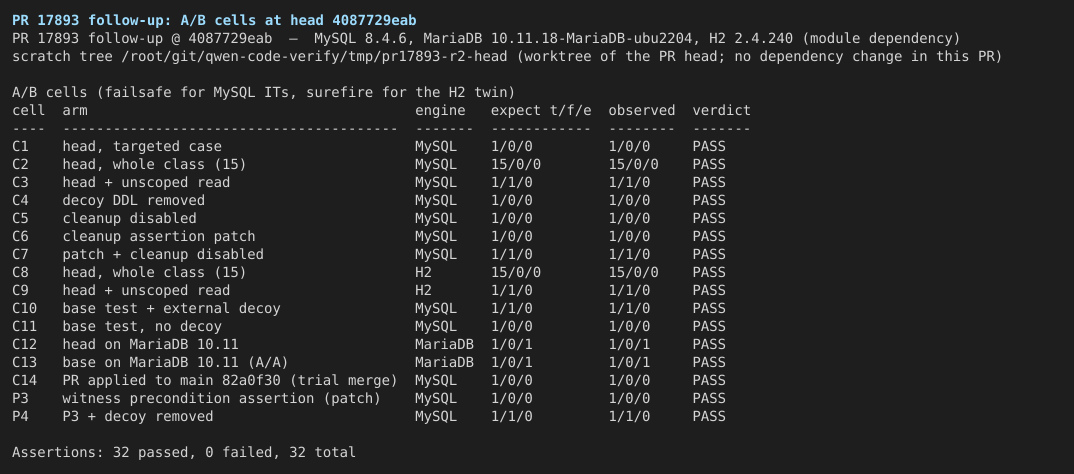 PR 17893 follow-up: A/B cells at head 4087729eab
PR 17893 follow-up @ 4087729eab  —  MySQL 8.4.6, MariaDB 10.11.18-MariaDB-ubu2204, H2 2.4.240 (module dependency)
scratch tree /root/git/qwen-code-verify/tmp/pr17893-r2-head (worktree of the PR head; no dependency change in this PR)

A/B cells (failsafe for MySQL ITs, surefire for the H2 twin)
cell  arm                                       engine   expect t/f/e  observed  verdict
----  ----------------------------------------  -------  ------------  --------  -------
C1    head, targeted case                       MySQL    1/0/0         1/0/0     PASS
C2    head, whole class (15)                    MySQL    15/0/0        15/0/0    PASS
C3    head + unscoped read                      MySQL    1/1/0         1/1/0     PASS
C4    decoy DDL removed                         MySQL    1/0/0         1/0/0     PASS
C5    cleanup disabled                          MySQL    1/0/0         1/0/0     PASS
C6    cleanup assertion patch                   MySQL    1/0/0         1/0/0     PASS
C7    patch + cleanup disabled                  MySQL    1/1/0         1/1/0     PASS
C8    head, whole class (15)                    H2       15/0/0        15/0/0    PASS
C9    head + unscoped read                      H2       1/1/0         1/1/0     PASS
C10   base test + external decoy                MySQL    1/1/0         1/1/0     PASS
C11   base test, no decoy                       MySQL    1/0/0         1/0/0     PASS
C12   head on MariaDB 10.11                     MariaDB  1/0/1         1/0/1     PASS
C13   base on MariaDB 10.11 (A/A)               MariaDB  1/0/1         1/0/1     PASS
C14   PR applied to main 82a0f30 (trial merge)  MySQL    1/0/0         1/0/0     PASS
P3    witness precondition assertion (patch)    MySQL    1/0/0         1/0/0     PASS
P4    P3 + decoy removed                        MySQL    1/1/0         1/1/0     PASS

Assertions: 32 passed, 0 failed, 32 total